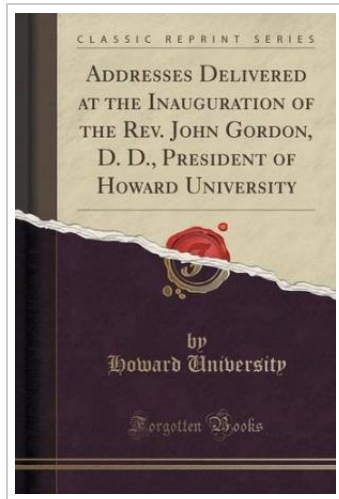 CLASSIC REPRINT SERIES
ADDRESSES DELIVERED
AT THE INAUGURATION OF
THE REV. JOHN GORDON,
D. D., PRESIDENT OF
HOWARD UNIVERSITY
F
by
Howard University
Forgotten Books